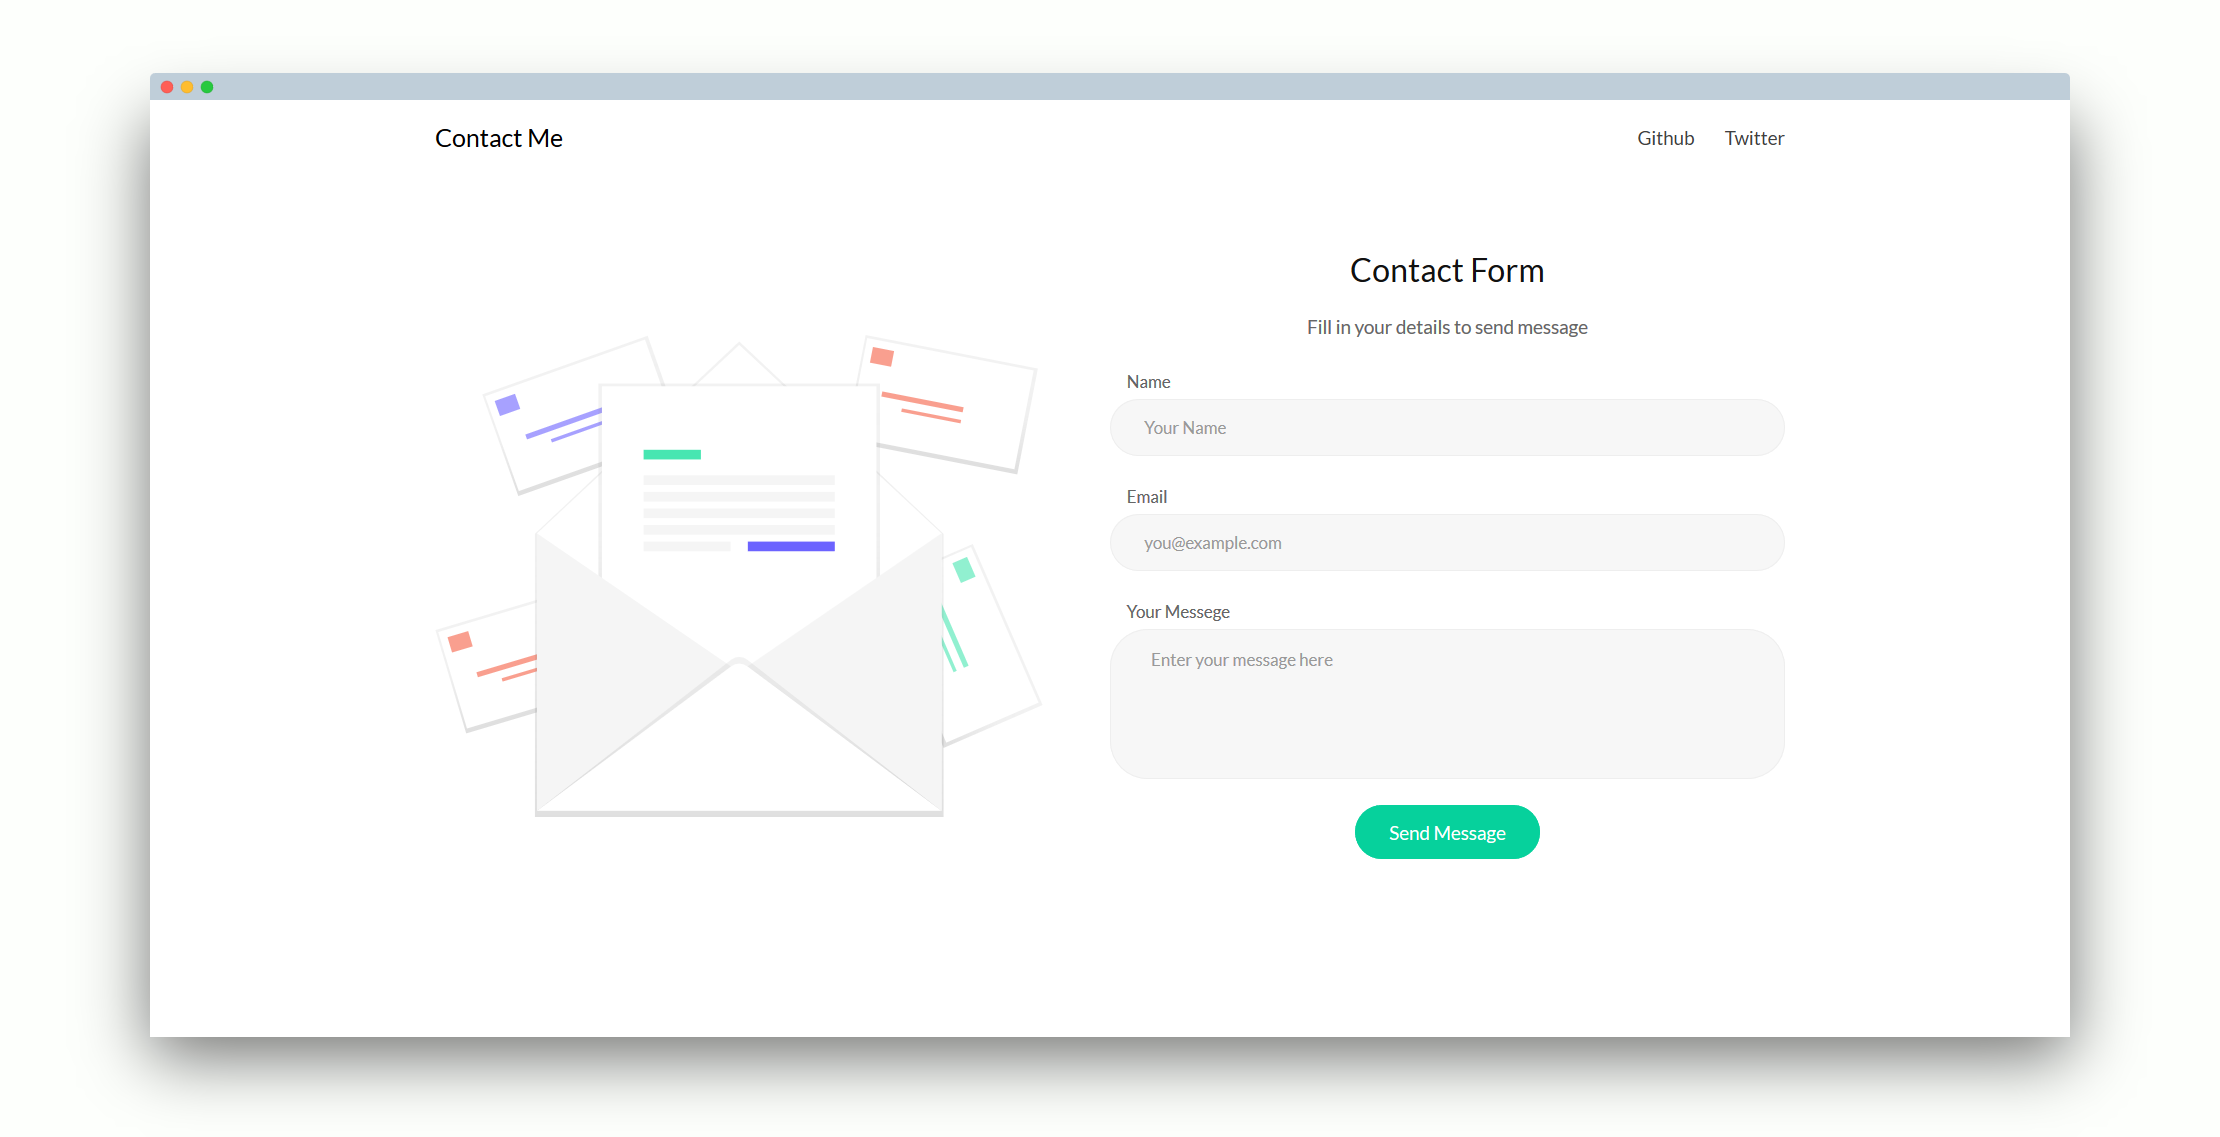 Contact Me
Github Twitter
Contact Form
Fill in your details to send message
Name
Your Name
Email
you@example.com
Your Messege
Enter your message here
Send Message